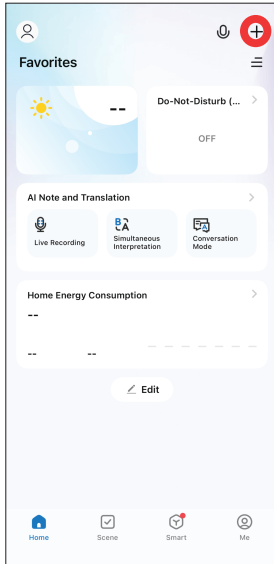 Favorites
--
Do-Not-Disturb (...
OFF
AI Note and Translation
Live Recording
Simultaneous
Interpretation
Conversation
Mode
Home Energy Consumption
--
-- --
Edit
Home Scene Smart Me